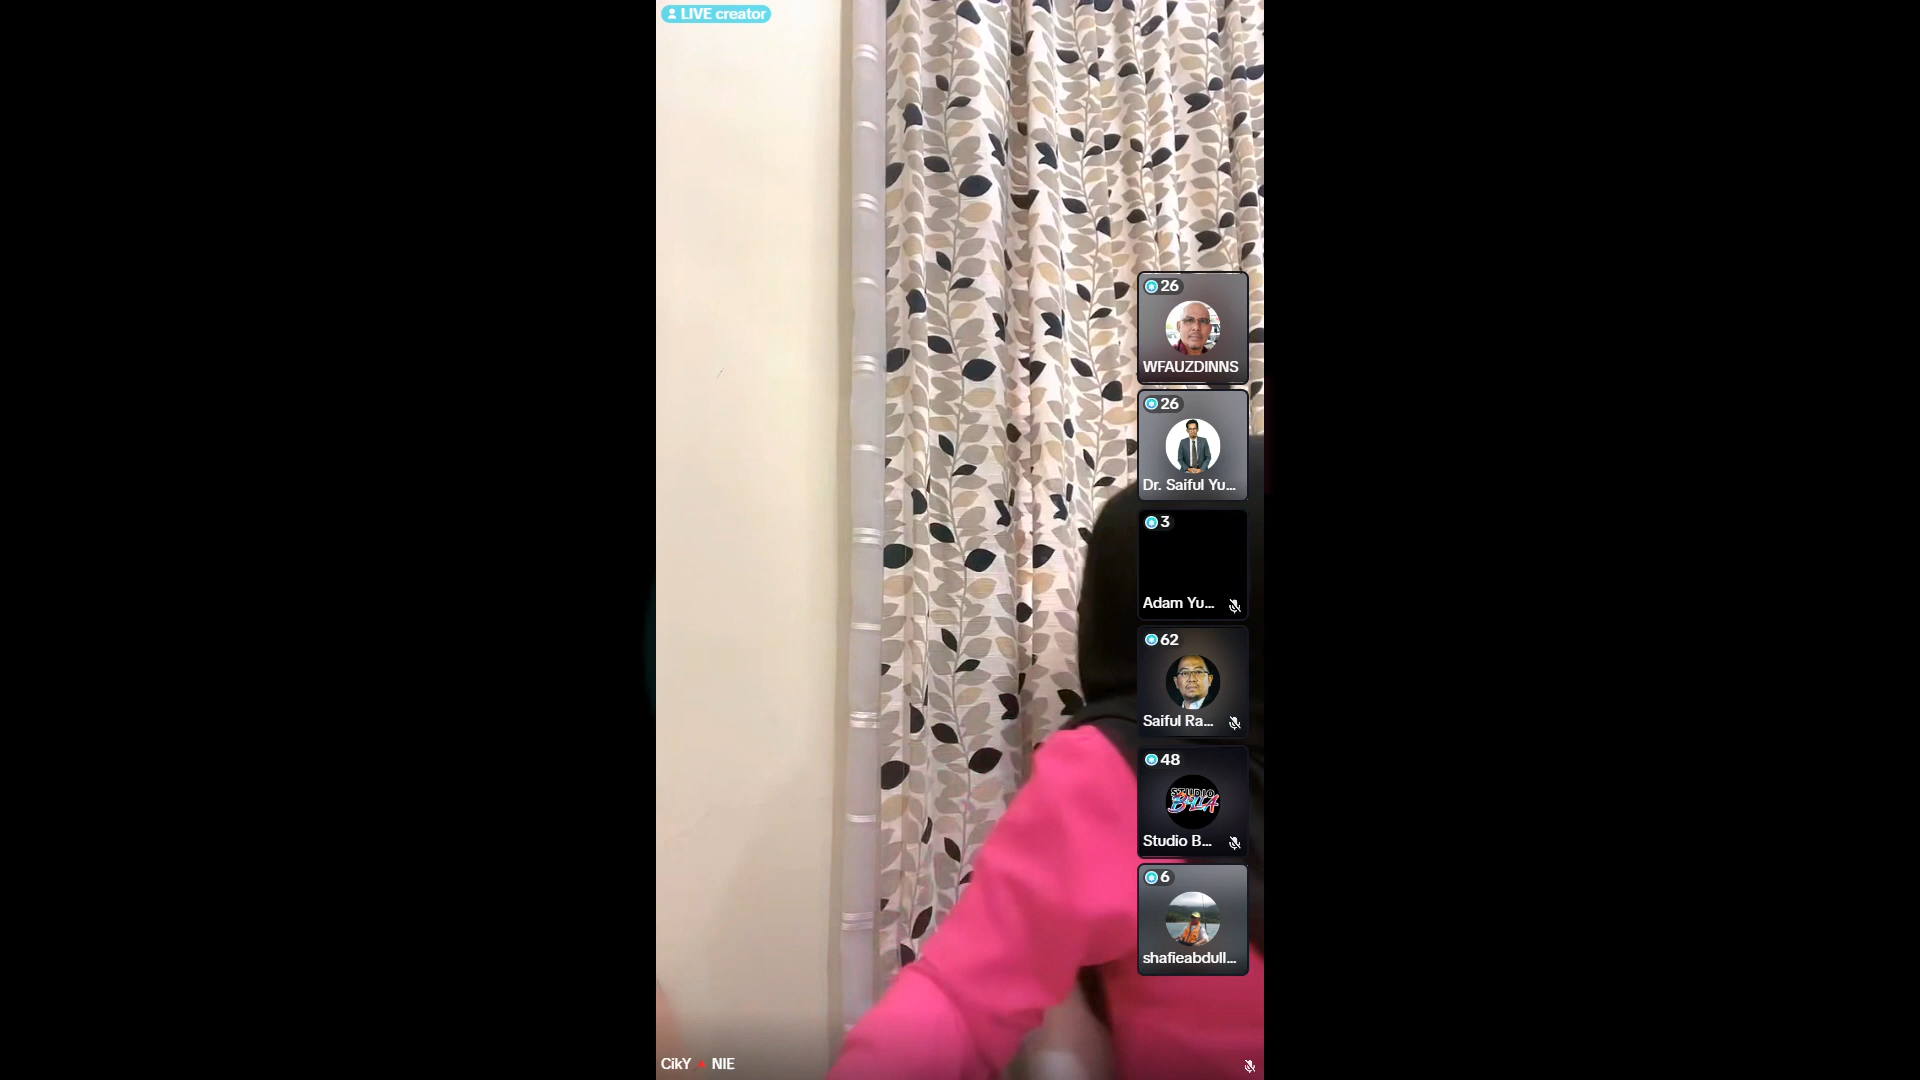 LIVE creator
26
WFAUZDINNS
26
Dr. Saiful Yu...
3
Adam Yu...
62
Saiful Ra...
48
STUDIO
Studio B...
6
shafieabdull...
CikY 🔺 NIE